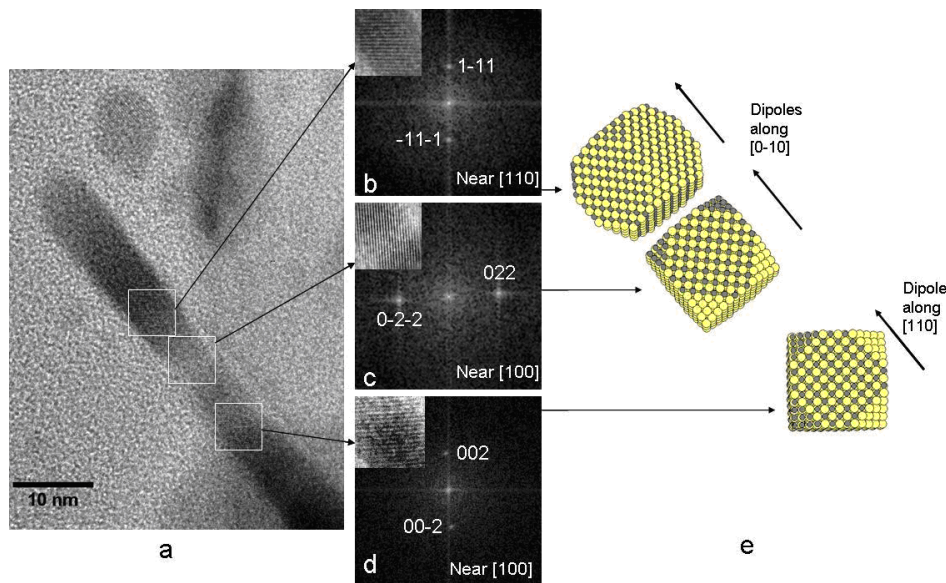 10 nm
a
1-11
-11-1
b
Near [110]
022
0-2-2
c
Near [100]
002
00-2
d
Near [100]
Dipoles
along
[0-10]
Dipole
along
[110]
e